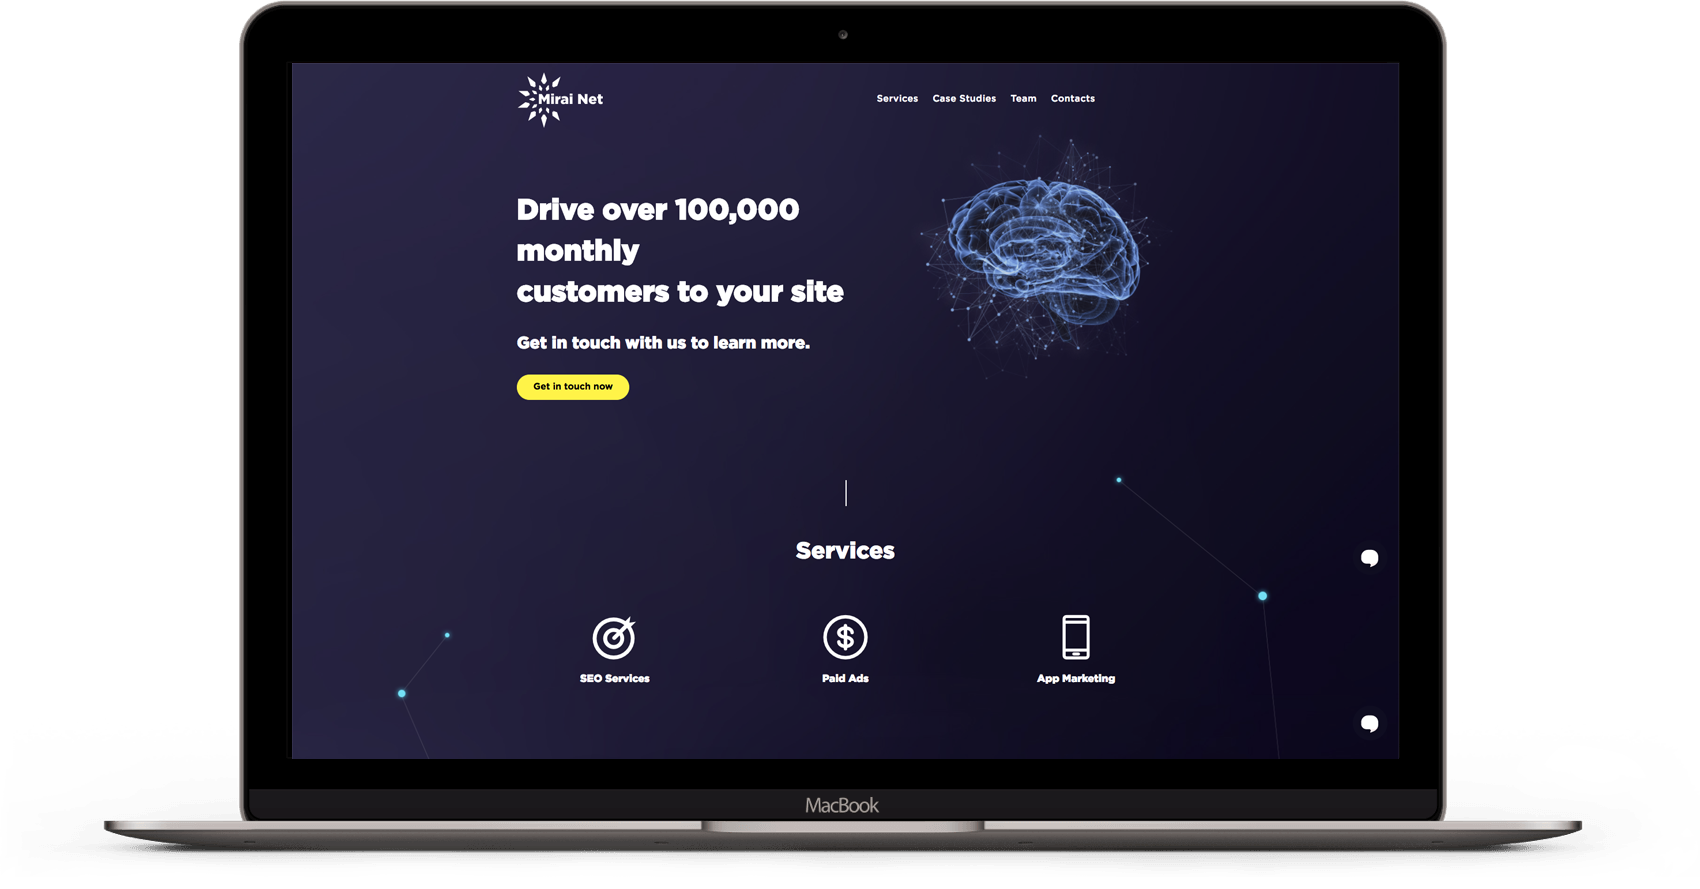 Mirai Net
Services Case Studies Team Contacts
Drive over 100,000
monthly
customers to your site
Get in touch with us to learn more.
Get in touch now
Services
SEO Services
Paid Ads
App Marketing
MacBook